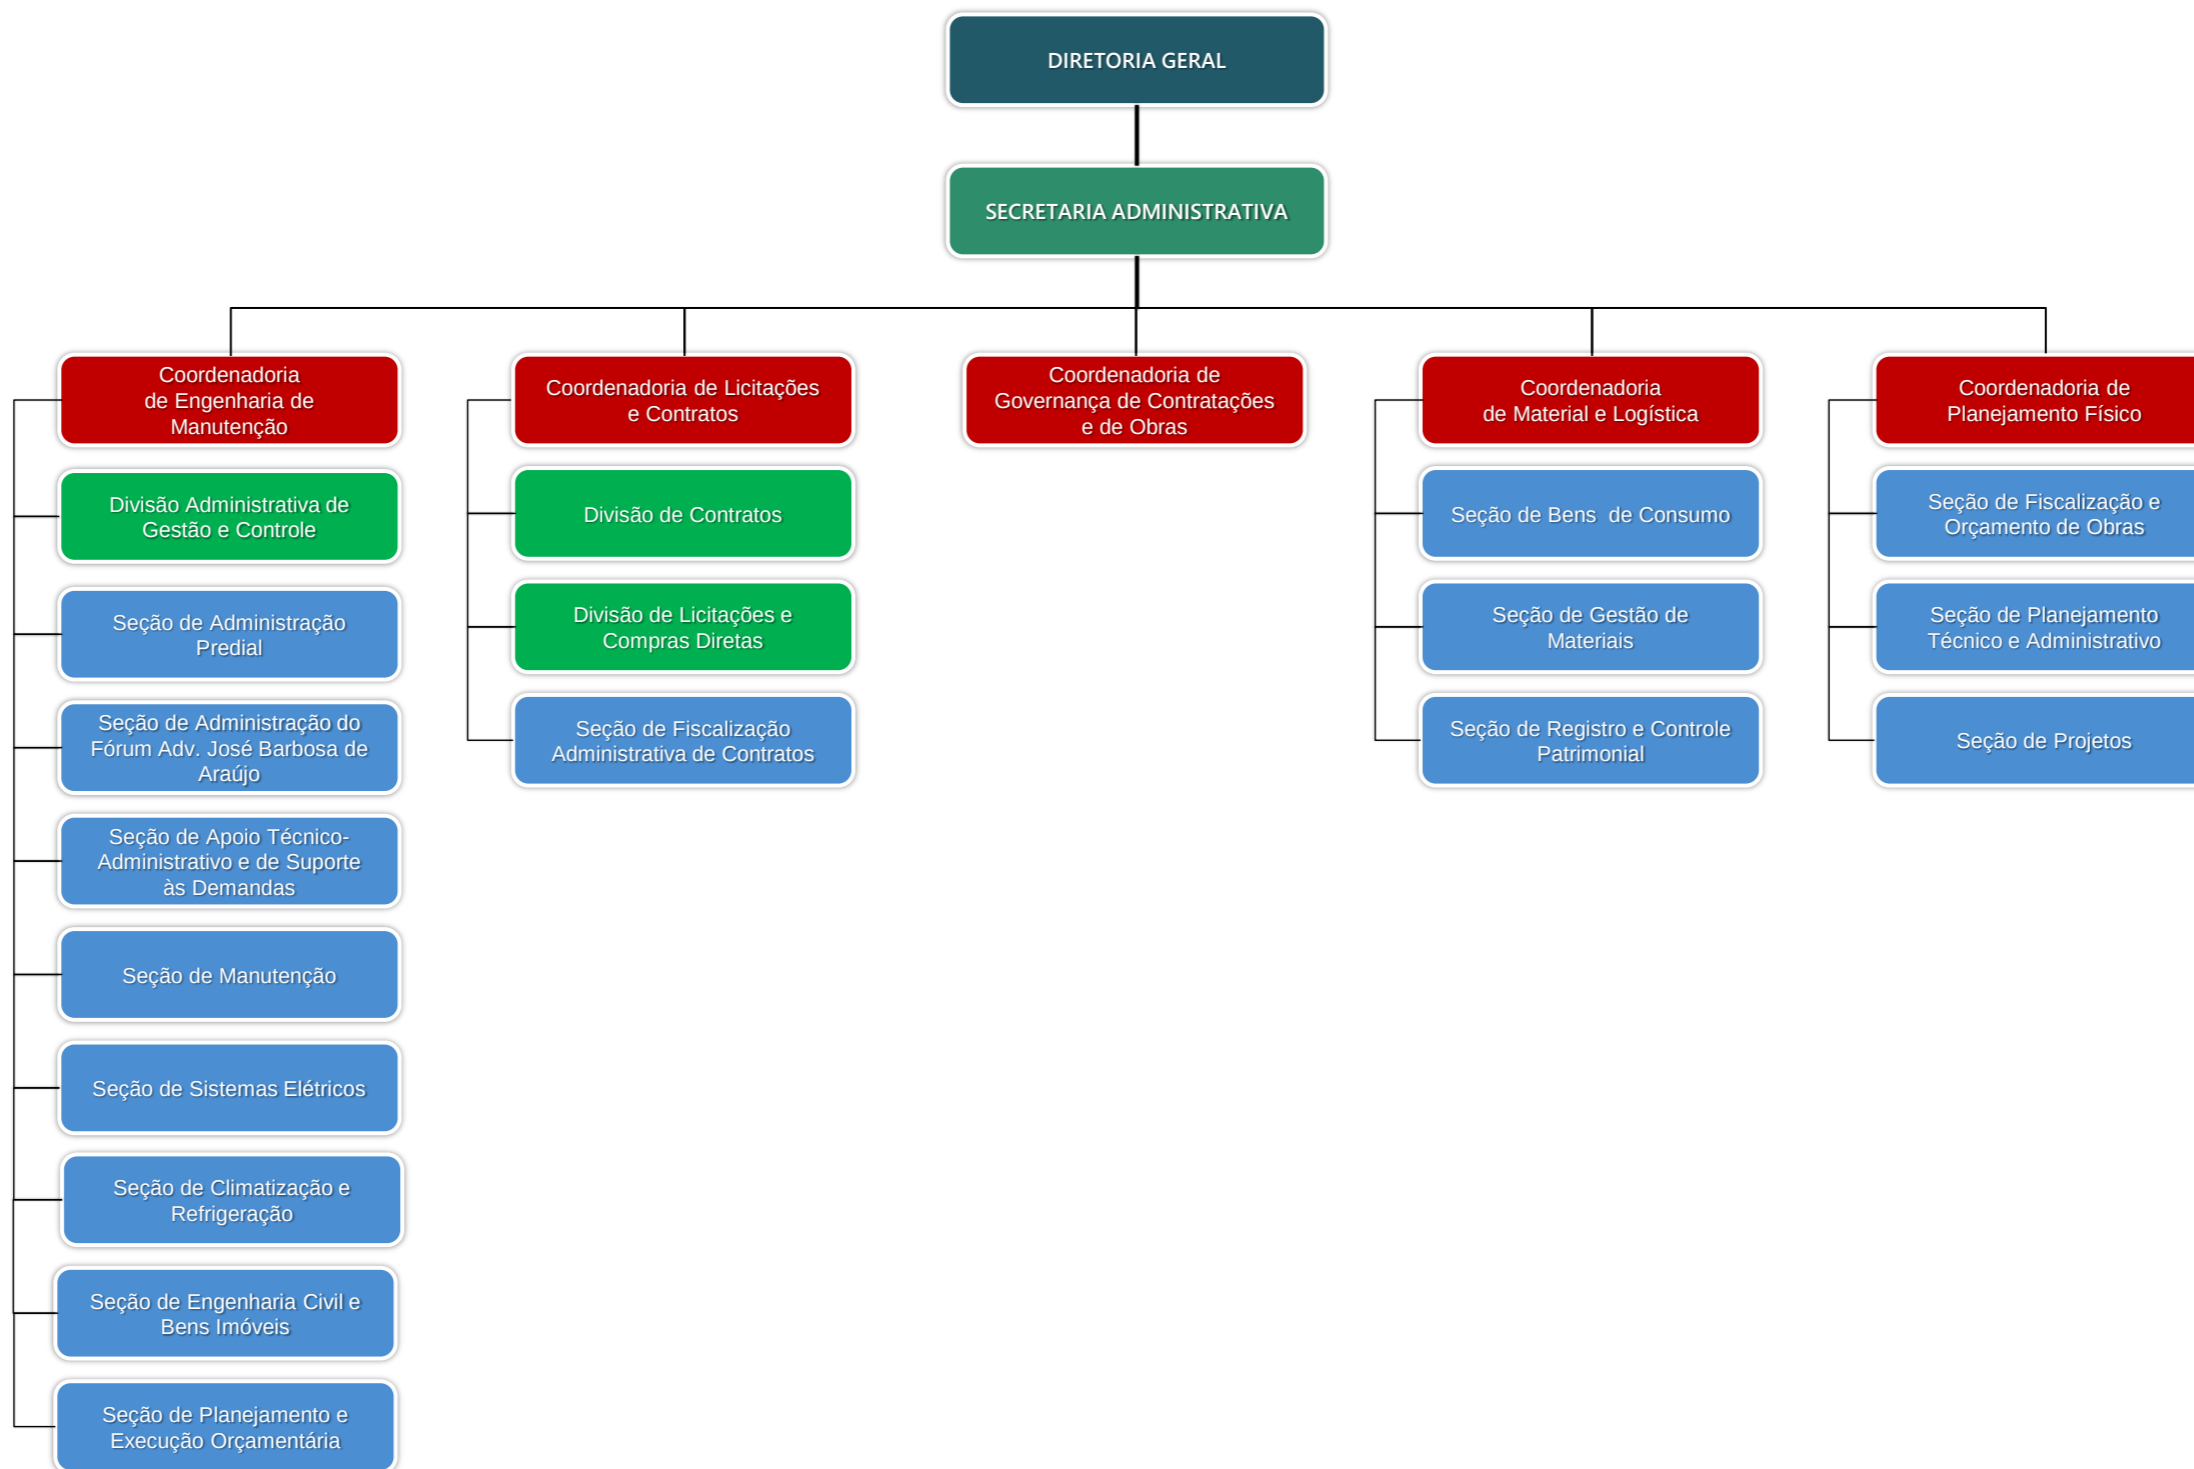 DIRETORIA GERAL
SECRETARIA ADMINISTRATIVA
Coordenadoria
de Engenharia de
Manutenção
Divisão Administrativa de
Gestão e Controle
Seção de Administração
Predial
Seção de Administração do
Fórum Adv. José Barbosa de
Araújo
Seção de Apoio Técnico-
Administrativo e de Suporte
às Demandas
Seção de Manutenção
Seção de Sistemas Elétricos
Seção de Climatização e
Refrigeração
Seção de Engenharia Civil e
Bens Imóveis
Seção de Planejamento e
Execução Orçamentária
Coordenadoria de Licitações
e Contratos
Divisão de Contratos
Divisão de Licitações e
Compras Diretas
Seção de Fiscalização
Administrativa de Contratos
Coordenadoria de
Governança de Contratações
e de Obras
Coordenadoria
de Material e Logística
Seção de Bens  de Consumo
Seção de Gestão de
Materiais
Seção de Registro e Controle
Patrimonial
Coordenadoria de
Planejamento Físico
Seção de Fiscalização e
Orçamento de Obras
Seção de Planejamento
Técnico e Administrativo
Seção de Projetos